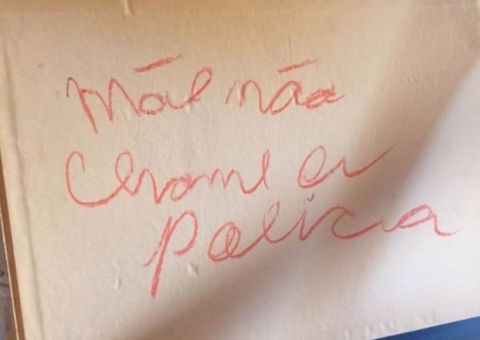 Mãe não
chame a
policia